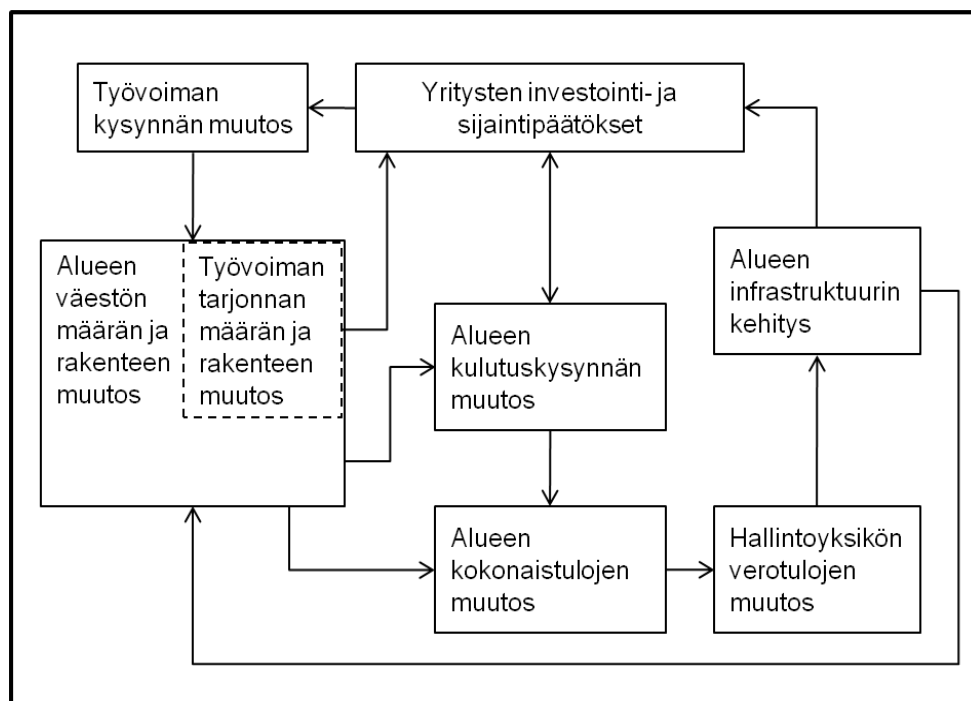 Työvoiman
kysynnän muutos
Yritysten investointi- ja
sijaintipäätökset
Alueen
väestön
määrän ja
rakenteen
muutos
Työvoiman
tarjonnan
määrän ja
rakenteen
muutos
Alueen
kulutuskysynnän
muutos
Alueen
infrastruktuurin
kehitys
Alueen
kokonaistulojen
muutos
Hallintoyksikön
verotulojen
muutos